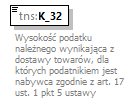 tns:K_32
Wysokość podatku
należnego wynikająca z
dostawy towarów, dla
których podatnikiem jest
nabywca zgodnie z art. 17
ust. 1 pkt 5 ustawy